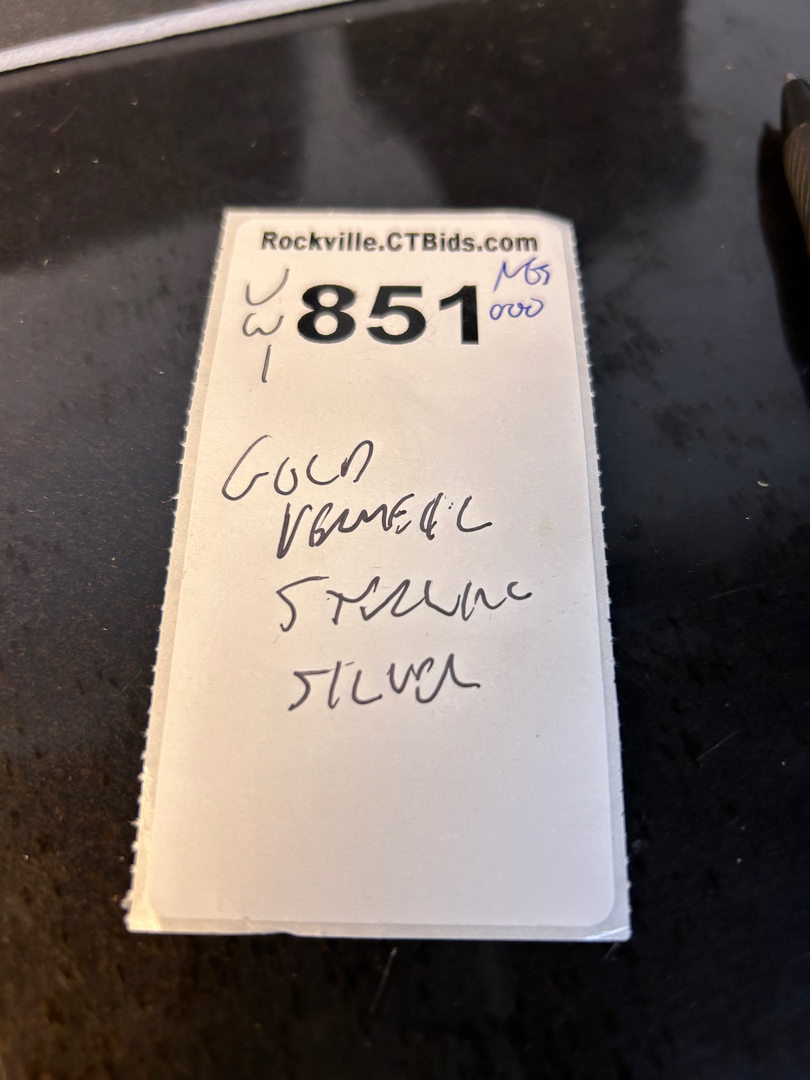 Rockville.CTBids.com
851
GOLD
VERMEIL
STERLING
SILVER